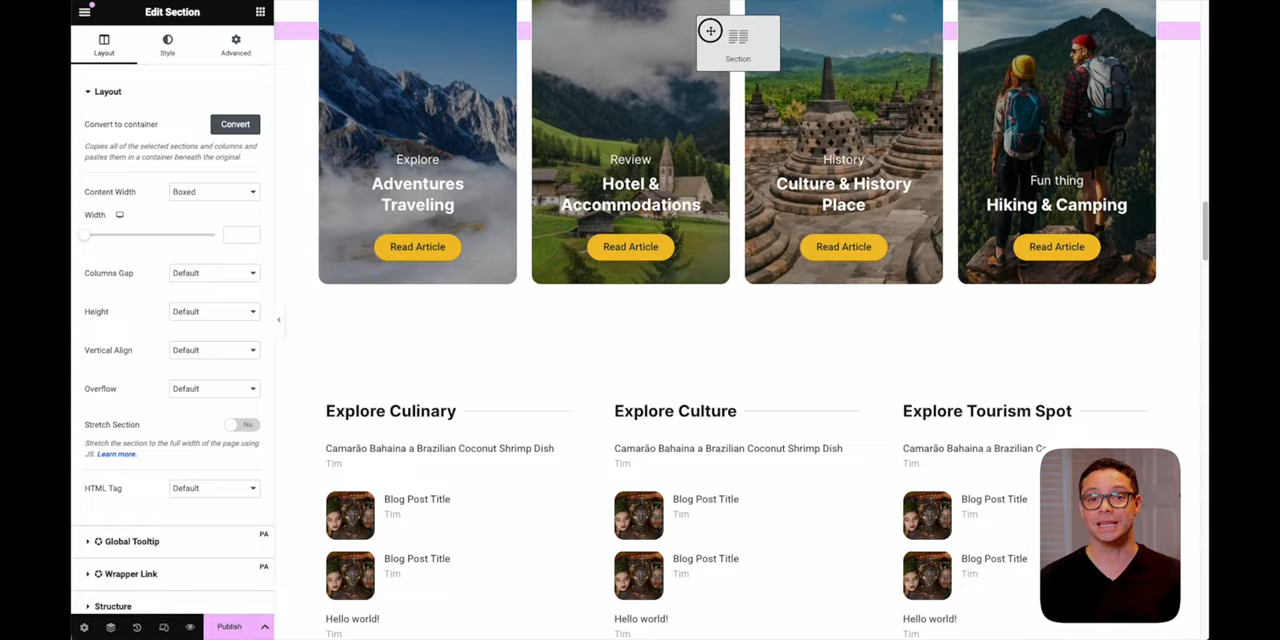 Edit Section
Layout
Style
Advanced
Layout
Convert to container
Convert
Copies all of the selected sections and columns and
pastes them in a container beneath the original.
Content Width
Boxed
Width
Columns Gap
Default
Height
Default
Vertical Align
Default
Overflow
Default
Stretch Section
No
Stretch the section to the full width of the page using
JS. Learn more.
HTML Tag
Default
Global Tooltip
PA
Wrapper Link
PA
Structure
Publish
Section
Explore
Adventures
Traveling
Read Article
Review
Hotel &
Accommodations
Read Article
History
Culture & History
Place
Read Article
Fun thing
Hiking & Camping
Read Article
Explore Culinary
Camarão Bahaina a Brazilian Coconut Shrimp Dish
Tim
Blog Post Title
Tim
Blog Post Title
Tim
Hello world!
Tim
Explore Culture
Camarão Bahaina a Brazilian Coconut Shrimp Dish
Tim
Blog Post Title
Tim
Blog Post Title
Tim
Hello world!
Tim
Explore Tourism Spot
Camarão Bahaina a Brazilian C
Tim
Blog Post Title
Tim
Blog Post Title
Tim
Hello world!
Tim